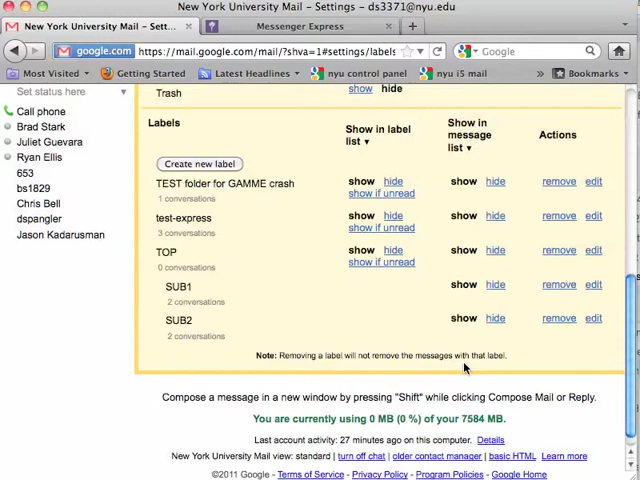 New York University Mail - Settings - ds3371@nyu.edu
New York University Mail - Sett...
Messenger Express
google.com https://mail.google.com/mail/?shva=1#settings/labels
Google
Most Visited Getting Started Latest Headlines nyu control panel nyu i5 mail » Bookmarks
Set status here
Call phone
Brad Stark
Juliet Guevara
Ryan Ellis
653
bs1829
Chris Bell
dspangler
Jason Kadarusman
Trash show hide
Labels
Show in label list
Show in message list
Actions
Create new label
TEST folder for GAMME crash show hide show hide remove edit
show if unread
1 conversations
test-express show hide show hide remove edit
show if unread
3 conversations
TOP show hide show hide remove edit
show if unread
0 conversations
SUB1 show hide remove edit
2 conversations
SUB2 show hide remove edit
2 conversations
Note: Removing a label will not remove the messages with that label.
Compose a message in a new window by pressing "Shift" while clicking Compose Mail or Reply.
You are currently using 0 MB (0 %) of your 7584 MB.
Last account activity: 27 minutes ago on this computer. Details
New York University Mail view: standard | turn off chat | older contact manager | basic HTML Learn more
©2011 Google - Terms of Service - Privacy Policy - Program Policies - Google Home